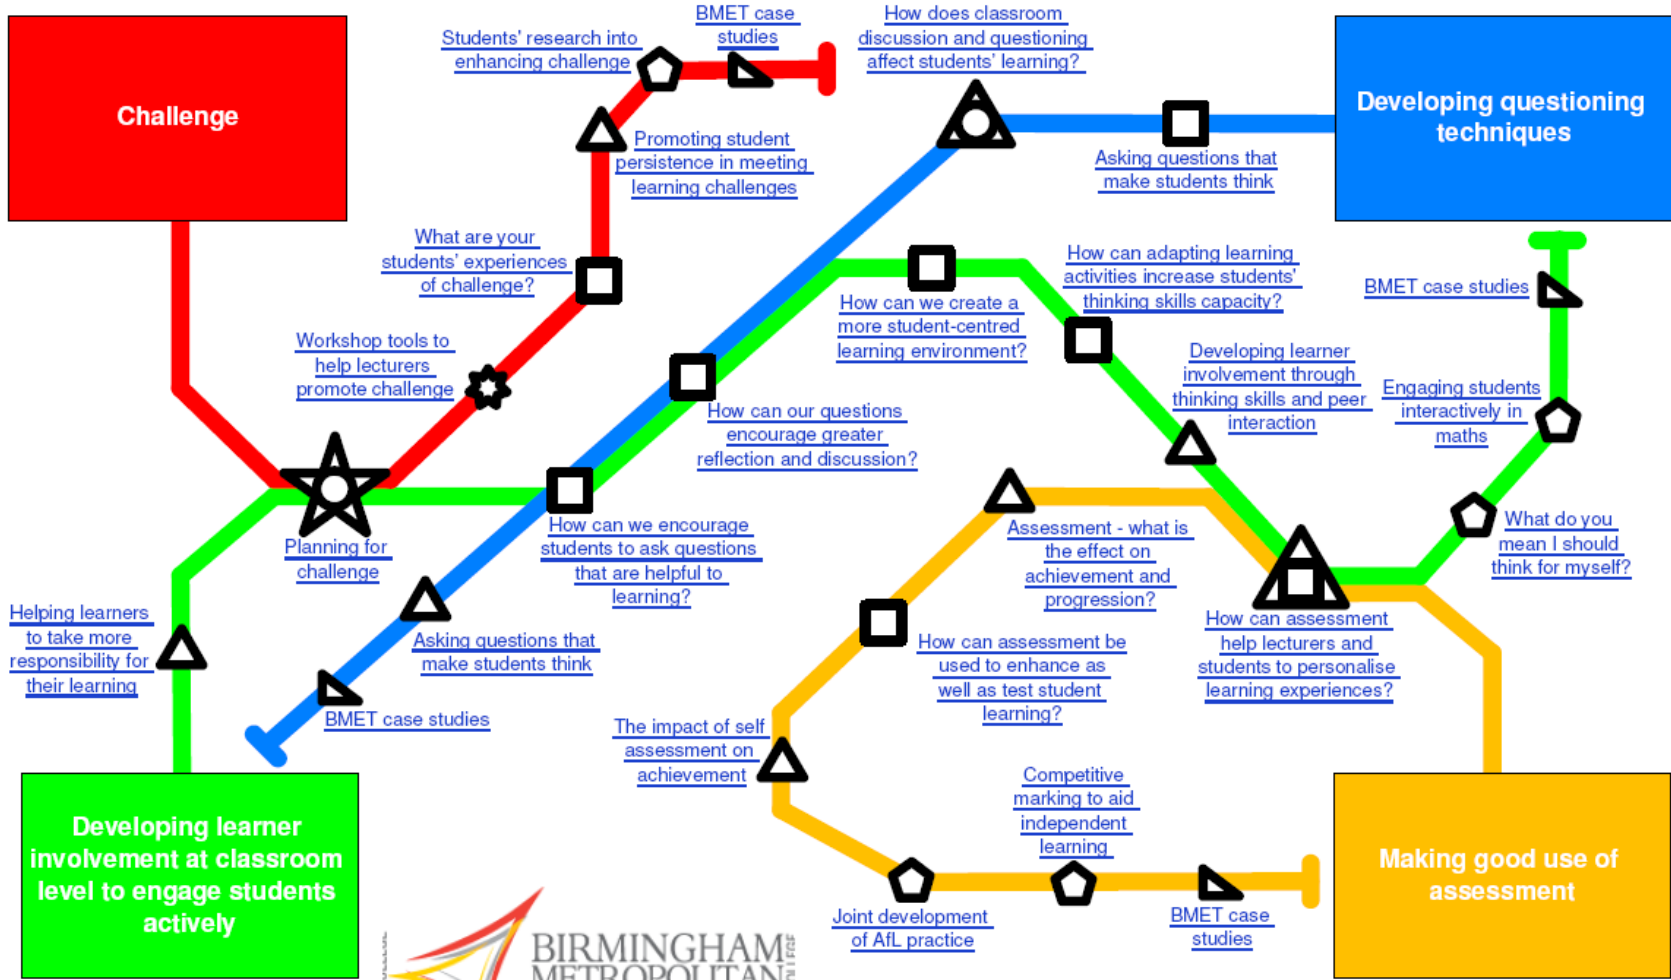 Challenge
Students' research into
enhancing challenge
BMET case
studies
Promoting student
persistence in meeting
learning challenges
What are your
students' experiences
of challenge?
Workshop tools to
help lecturers
promote challenge
Planning for
challenge
How does classroom
discussion and questioning
affect students' learning?
Asking questions that
make students think
Developing questioning
techniques
How can we create a
more student-centred
learning environment?
How can adapting learning
activities increase students'
thinking skills capacity?
Developing learner
involvement through
thinking skills and peer
interaction
BMET case studies
Engaging students
interactively in
maths
What do you
mean I should
think for myself?
How can our questions
encourage greater
reflection and discussion?
How can we encourage
students to ask questions
that are helpful to
learning?
Asking questions that
make students think
BMET case studies
Helping learners
to take more
responsibility for
their learning
Developing learner
involvement at classroom
level to engage students
actively
Assessment - what is
the effect on
achievement and
progression?
How can assessment
help lecturers and
students to personalise
learning experiences?
How can assessment be
used to enhance as
well as test student
learning?
The impact of self
assessment on
achievement
Competitive
marking to aid
independent
learning
Joint development
of AfL practice
BMET case
studies
Making good use of
assessment
BIRMINGHAM
METROPOLITAN